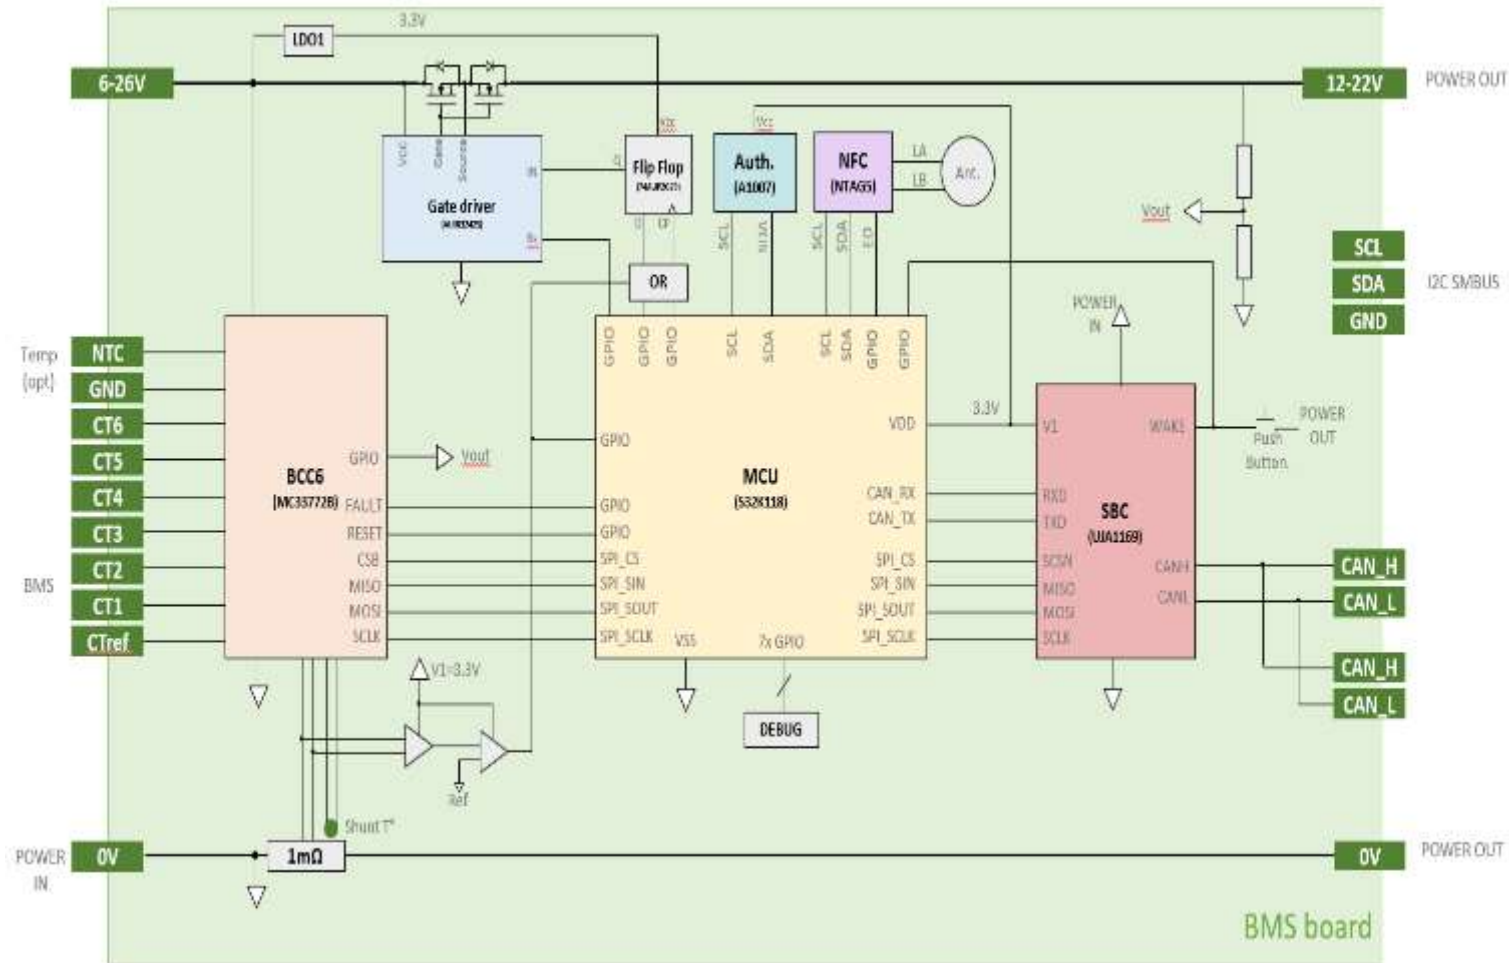 3.3V
LDO1
6-26V
12-22V
POWER OUT
VCC
Gate
Source
IN
Gate driver
Vcc
Q
Flip Flop
D
CP
OR
Vcc
Auth.
(A1007)
SCL
SDA
NFC
(NTAG5)
LA
LB
Ant.
SCL
SDA
ED
Vout
SCL
SDA
GND
I2C SMBUS
POWER
IN
Temp
(opt)
NTC
GND
CT6
CT5
CT4
CT3
CT2
CT1
CTref
BMS
BCC6
(MC33772B)
GPIO
Vout
FAULT
RESET
CSB
MISO
MOSI
SCLK
GPIO
GPIO
GPIO
SCL
SDA
SCL
SDA
GPIO
GPIO
GPIO
GPIO
GPIO
SPI_CS
SPI_SIN
SPI_SOUT
SPI_SCLK
MCU
(S32K118)
VSS
7x GPIO
VDD
CAN_RX
CAN_TX
SPI_CS
SPI_SIN
SPI_SOUT
SPI_SCLK
3.3V
V1
WAKE
RXD
TXD
SBC
(UJA1169)
SCSN
MISO
MOSI
SCLK
CANH
CANL
Push
Button
POWER
OUT
CAN_H
CAN_L
CAN_H
CAN_L
V1=3.3V
Ref
DEBUG
Shunt T°
POWER
IN
0V
1mΩ
0V
POWER OUT
BMS board